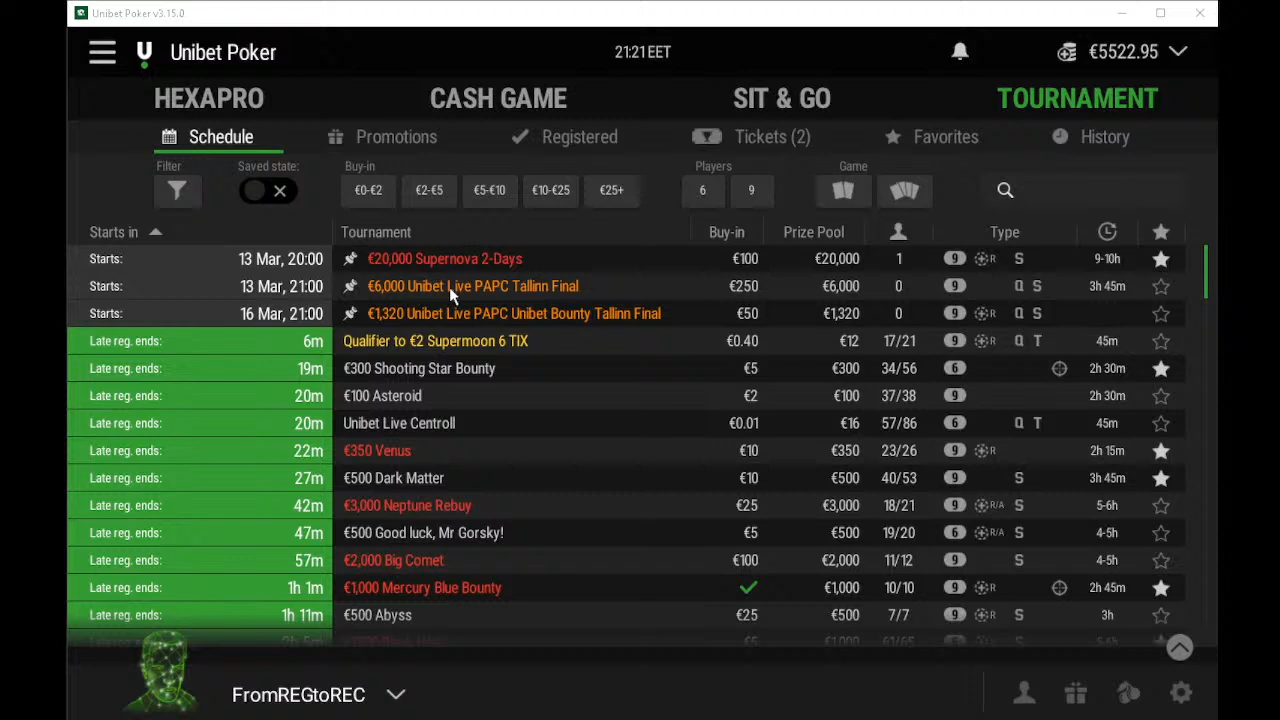 Unibet Poker v3.15.0
Unibet Poker 21:21 EET €5522.95
HEXAPRO CASH GAME SIT & GO TOURNAMENT
Schedule Promotions Registered Tickets (2) Favorites History
Filter Saved state: Buy-in Players Game
€0-€2 €2-€5 €5-€10 €10-€25 €25+ 6 9
Starts in Tournament Buy-in Prize Pool Type
Starts: 13 Mar, 20:00 €20,000 Supernova 2-Days €100 €20,000 1 9 R S 9-10h
Starts: 13 Mar, 21:00 €6,000 Unibet Live PAPC Tallinn Final €250 €6,000 0 9 Q S 3h 45m
Starts: 16 Mar, 21:00 €1,320 Unibet Live PAPC Unibet Bounty Tallinn Final €50 €1,320 0 9 R Q S
Late reg. ends: 6m Qualifier to €2 Supermoon 6 TIX €0.40 €12 17/21 9 R Q T 45m
Late reg. ends: 19m €300 Shooting Star Bounty €5 €300 34/56 6 2h 30m
Late reg. ends: 20m €100 Asteroid €2 €100 37/38 9 2h 30m
Late reg. ends: 20m Unibet Live Centroll €0.01 €16 57/86 6 Q T 45m
Late reg. ends: 22m €350 Venus €10 €350 23/26 9 R 2h 15m
Late reg. ends: 27m €500 Dark Matter €10 €500 40/53 9 S 3h 45m
Late reg. ends: 42m €3,000 Neptune Rebuy €25 €3,000 18/21 9 R/A S 5-6h
Late reg. ends: 47m €500 Good luck, Mr Gorsky! €5 €500 19/20 6 R/A S 4-5h
Late reg. ends: 57m €2,000 Big Comet €100 €2,000 11/12 9 S 4-5h
Late reg. ends: 1h 1m €1,000 Mercury Blue Bounty €1,000 10/10 9 R 2h 45m
Late reg. ends: 1h 11m €500 Abyss €25 €500 7/7 9 R S 3h
FromREGtoREC